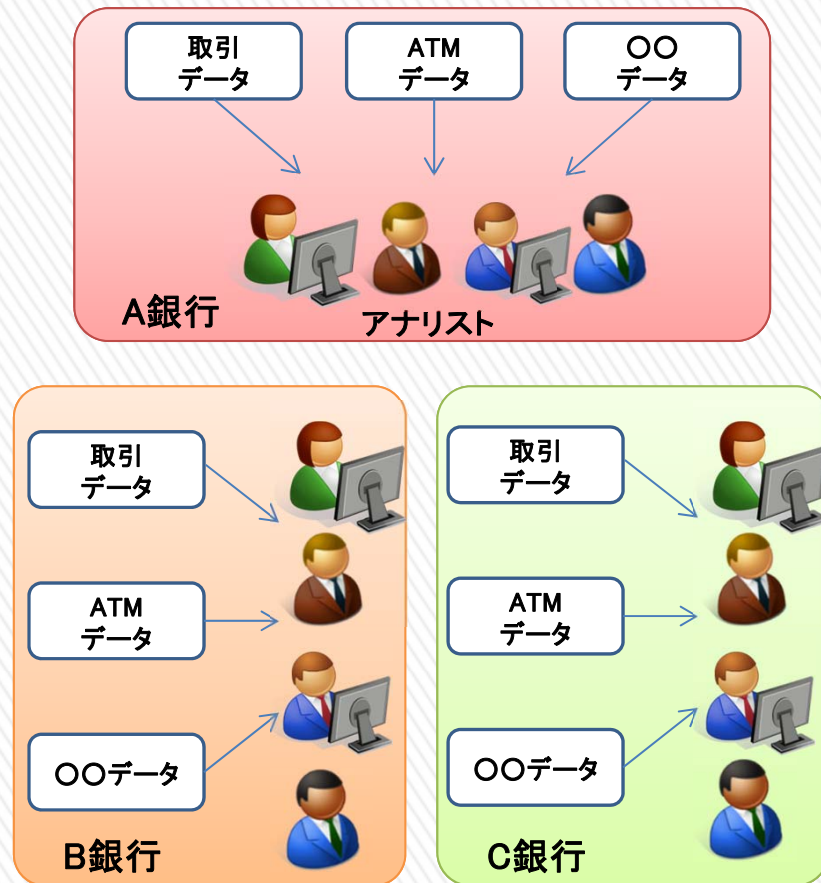 取引
データ
ATM
データ
〇〇
データ
A銀行
アナリスト
取引
データ
ATM
データ
〇〇データ
B銀行
取引
データ
ATM
データ
〇〇データ
C銀行